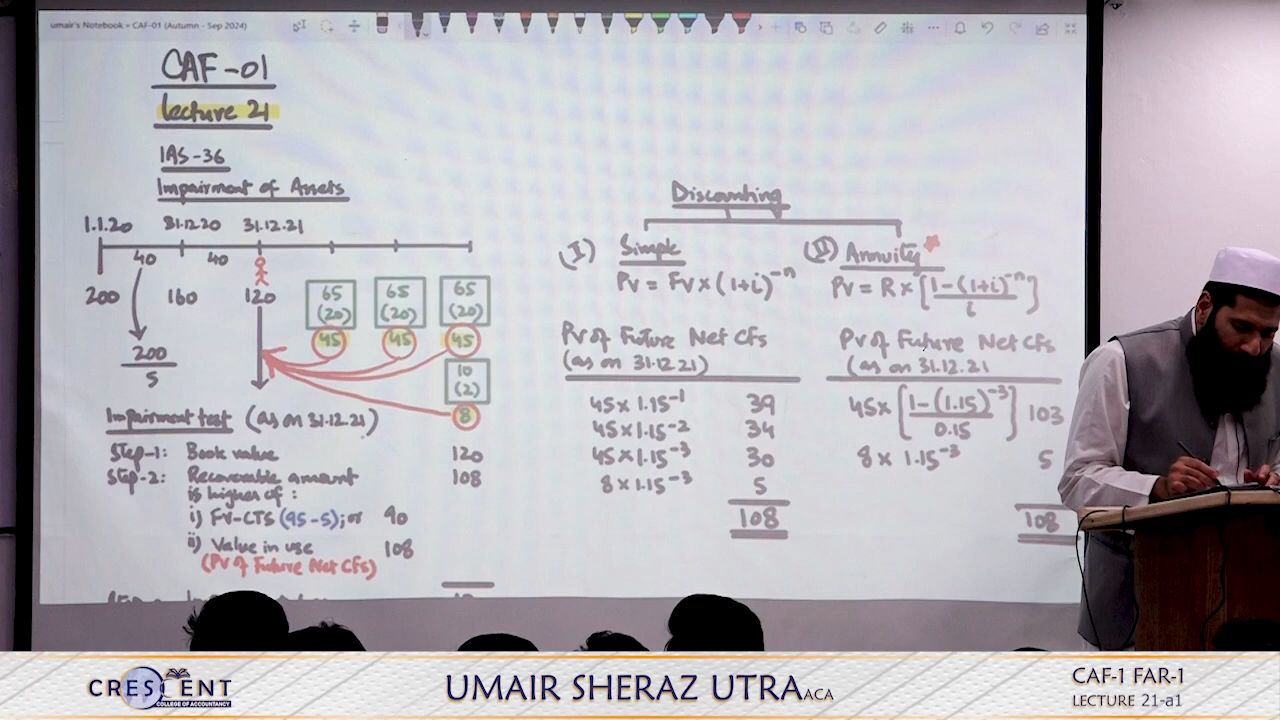 umair's Notebook » CAF-01 (Autumn - Sep 2024)
CAF-01
Lecture 21
IAS-36
Impairment of Assets
1.1.20 31.12.20 31.12.21
40 40
200 160 120
200
5
65 65 65
(20) (20) (20)
45 45 45
10
(2)
8
Impairment test (as on 31.12.21)
Step-1: Book value 120
Step-2: Recoverable amount 108
is higher of:
i) FV-CTS (95-5); or 90
ii) Value in use 108
(PV of Future Net CFs)
Discounting
(I) Simple
PV = FV × (1+i)^-n
PV of Future Net CFs
(as on 31.12.21)
45 × 1.15^-1 39
45 × 1.15^-2 34
45 × 1.15^-3 30
8 × 1.15^-3 5
108
(II) Annuity *
PV = R × [1-(1+i)^-n
i]
PV of Future Net CFs
(as on 31.12.21
45 × [1-(1.15)^-3
0.15] 103
8 × 1.15^-3 5
108
CRESCENT
COLLEGE OF ACCOUNTANCY
UMAIR SHERAZ UTRA ACA
CAF-1 FAR-1
LECTURE 21-a1